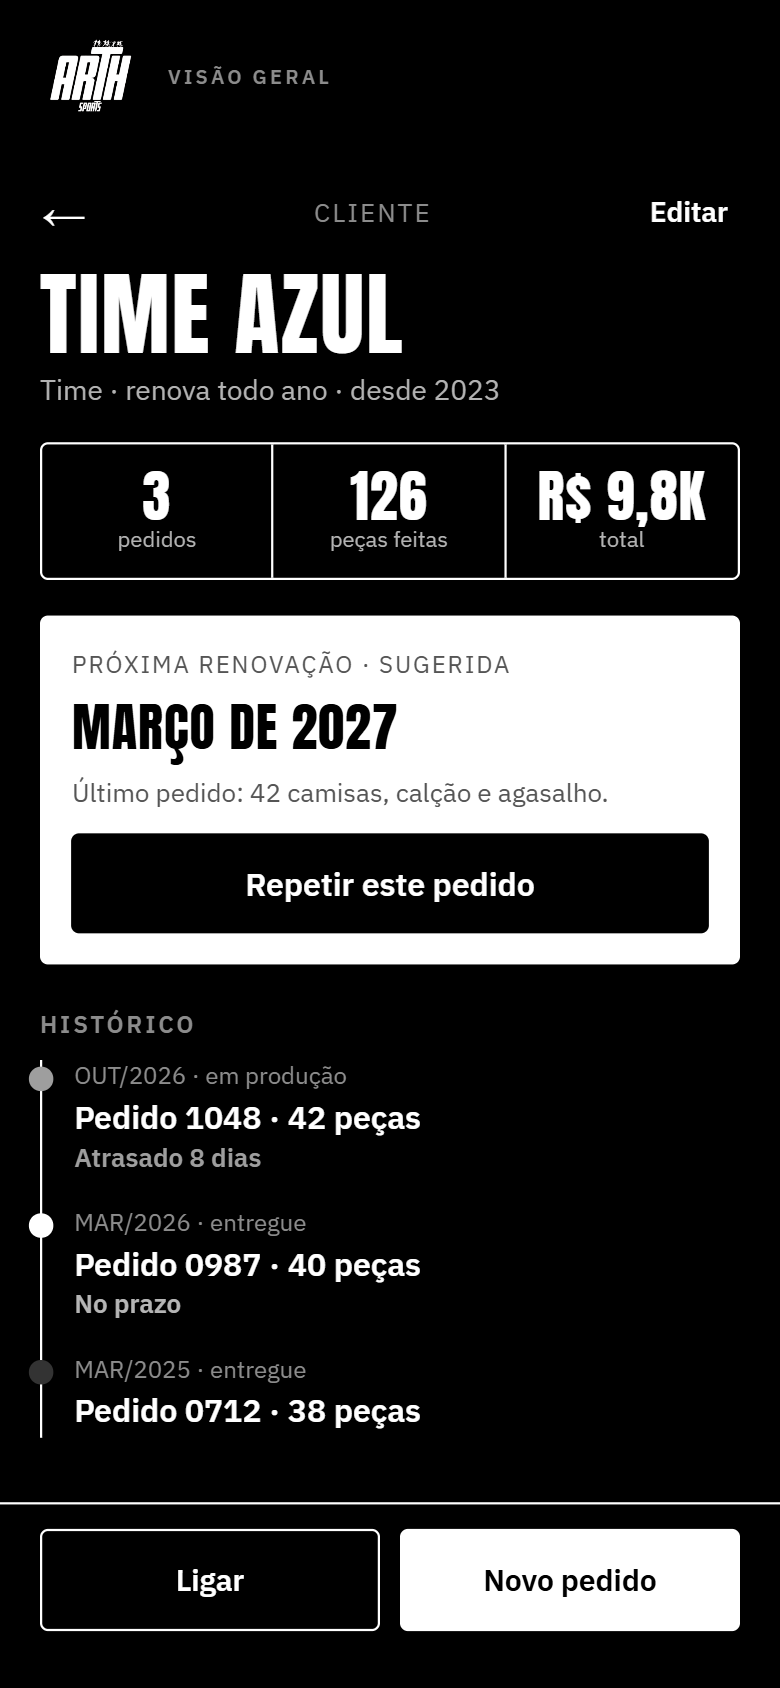 ARTH
SPORTS
VISÃO GERAL
←
CLIENTE
Editar
TIME AZUL
Time · renova todo ano · desde 2023
3
pedidos
126
peças feitas
R$ 9,8K
total
PRÓXIMA RENOVAÇÃO · SUGERIDA
MARÇO DE 2027
Último pedido: 42 camisas, calção e agasalho.
Repetir este pedido
HISTÓRICO
OUT/2026 · em produção
Pedido 1048 · 42 peças
Atrasado 8 dias
MAR/2026 · entregue
Pedido 0987 · 40 peças
No prazo
MAR/2025 · entregue
Pedido 0712 · 38 peças
Ligar
Novo pedido